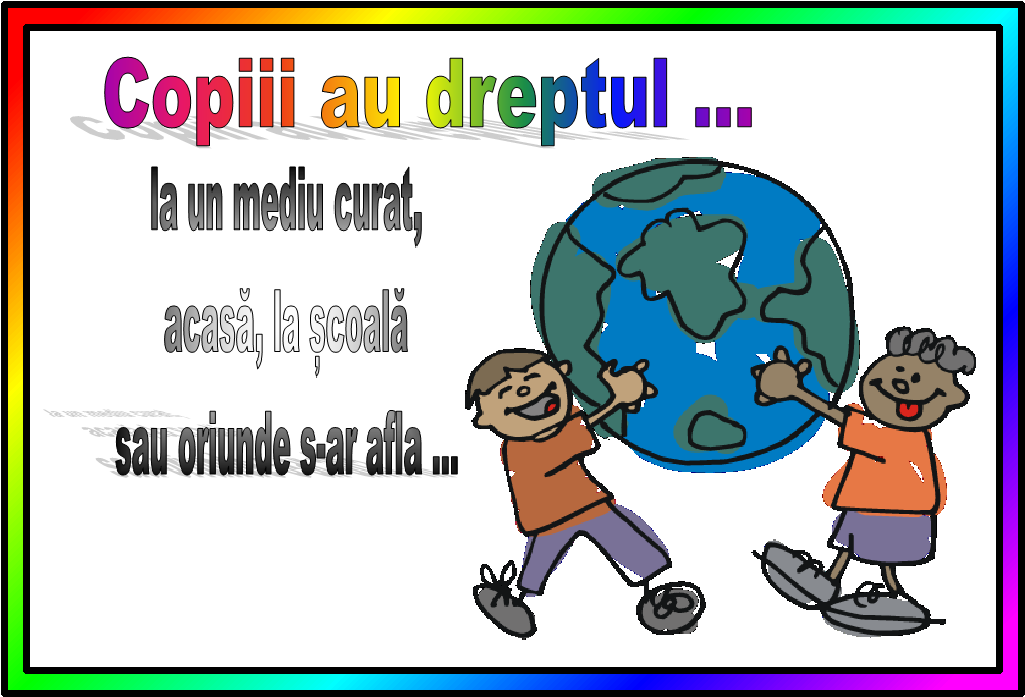 Copiii au dreptul ...
la un mediu curat,
acasă, la școală
sau oriunde s-ar afla ...